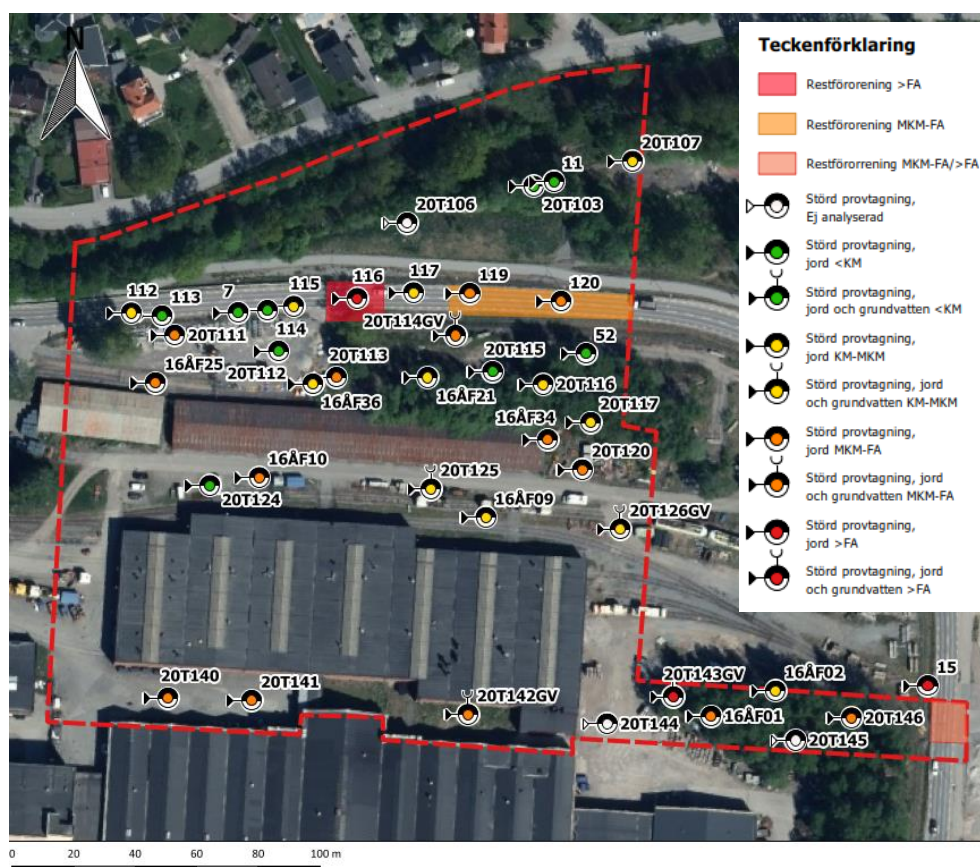 N
Teckenförklaring
Restförorening >FA
Restförorening MKM-FA
Restförorrening MKM-FA/>FA
Störd provtagning,
Ej analyserad
Störd provtagning,
jord <KM
Störd provtagning,
jord och grundvatten <KM
Störd provtagning,
jord KM-MKM
Störd provtagning, jord
och grundvatten KM-MKM
Störd provtagning,
jord MKM-FA
Störd provtagning, jord
och grundvatten MKM-FA
Störd provtagning,
jord >FA
Störd provtagning, jord
och grundvatten >FA
20T107
11
20T103
20T106
112
113
7
115
116
117
119
120
20T111
114
20T114GV
52
16ÅF25
20T112
20T113
16ÅF36
20T115
16ÅF21
20T116
20T117
16ÅF34
20T120
16ÅF10
20T124
20T125
16ÅF09
20T126GV
20T140
20T141
20T142GV
20T143GV
16ÅF02
15
20T144
16ÅF01
20T146
20T145
0 20 40 60 80 100 m